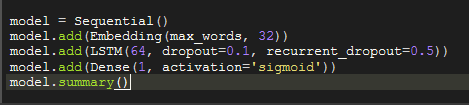 model = Sequential()
model.add(Embedding(max_words, 32))
model.add(LSTM(64, dropout=0.1, recurrent_dropout=0.5))
model.add(Dense(1, activation='sigmoid'))
model.summary()